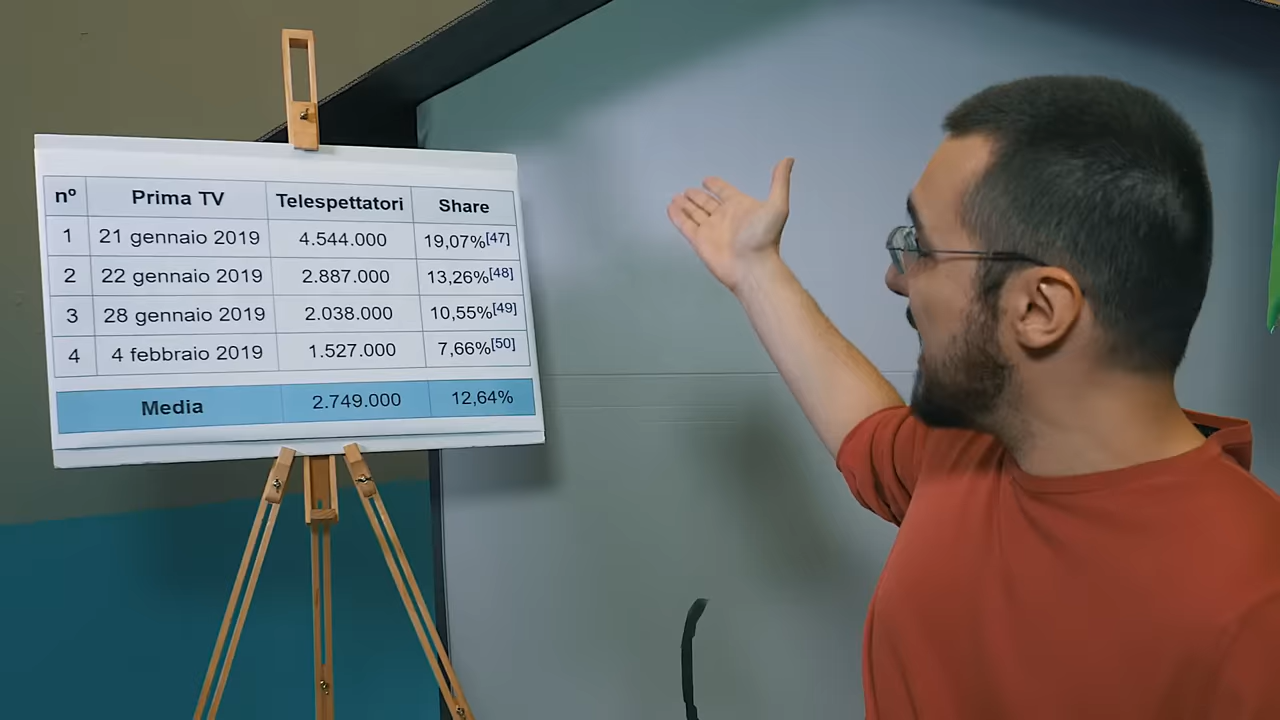 nº Prima TV Telespettatori Share
1 21 gennaio 2019 4.544.000 19,07%[47]
2 22 gennaio 2019 2.887.000 13,26%[48]
3 28 gennaio 2019 2.038.000 10,55%[49]
4 4 febbraio 2019 1.527.000 7,66%[50]
Media 2.749.000 12,64%